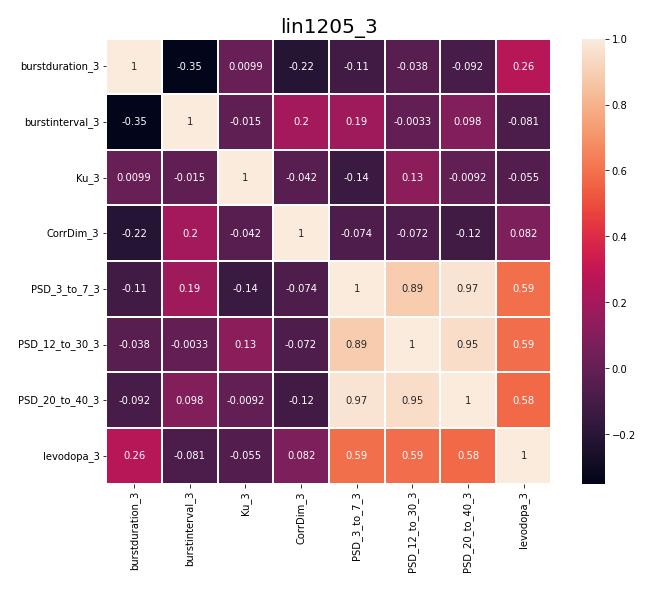 lin1205_3
burstduration_3 1 -0.35 0.0099 -0.22 -0.11 -0.038 -0.092 0.26
burstinterval_3 -0.35 1 -0.015 0.2 0.19 -0.0033 0.098 -0.081
Ku_3 0.0099 -0.015 1 -0.042 -0.14 0.13 -0.0092 -0.055
CorrDim_3 -0.22 0.2 -0.042 1 -0.074 -0.072 -0.12 0.082
PSD_3_to_7_3 -0.11 0.19 -0.14 -0.074 1 0.89 0.97 0.59
PSD_12_to_30_3 -0.038 -0.0033 0.13 -0.072 0.89 1 0.95 0.59
PSD_20_to_40_3 -0.092 0.098 -0.0092 -0.12 0.97 0.95 1 0.58
levodopa_3 0.26 -0.081 -0.055 0.082 0.59 0.59 0.58 1
burstduration_3
burstinterval_3
Ku_3
CorrDim_3
PSD_3_to_7_3
PSD_12_to_30_3
PSD_20_to_40_3
levodopa_3
1.0
0.8
0.6
0.4
0.2
0.0
−0.2